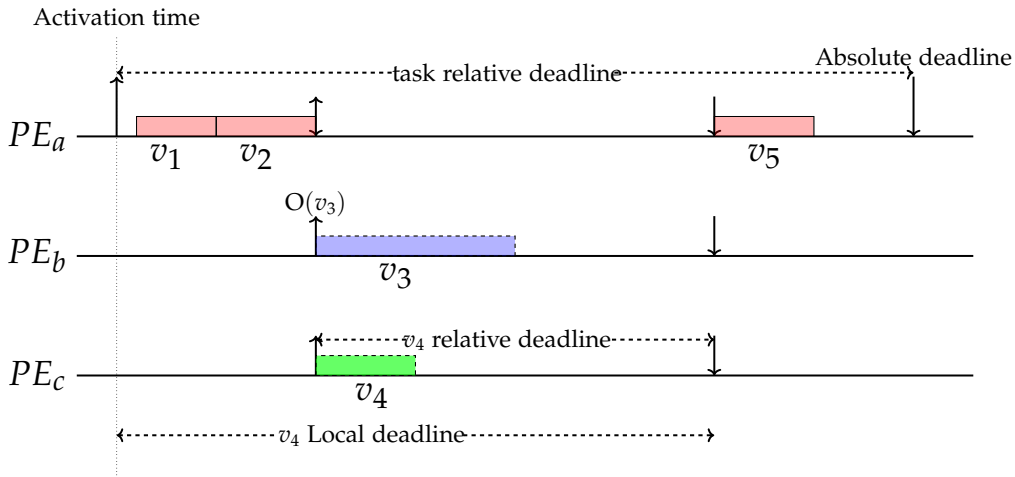 Activation time
Absolute deadline
task relative deadline
PE_a
v_1
v_2
v_5
O(v_3)
PE_b
v_3
v_4 relative deadline
PE_c
v_4
v_4 Local deadline